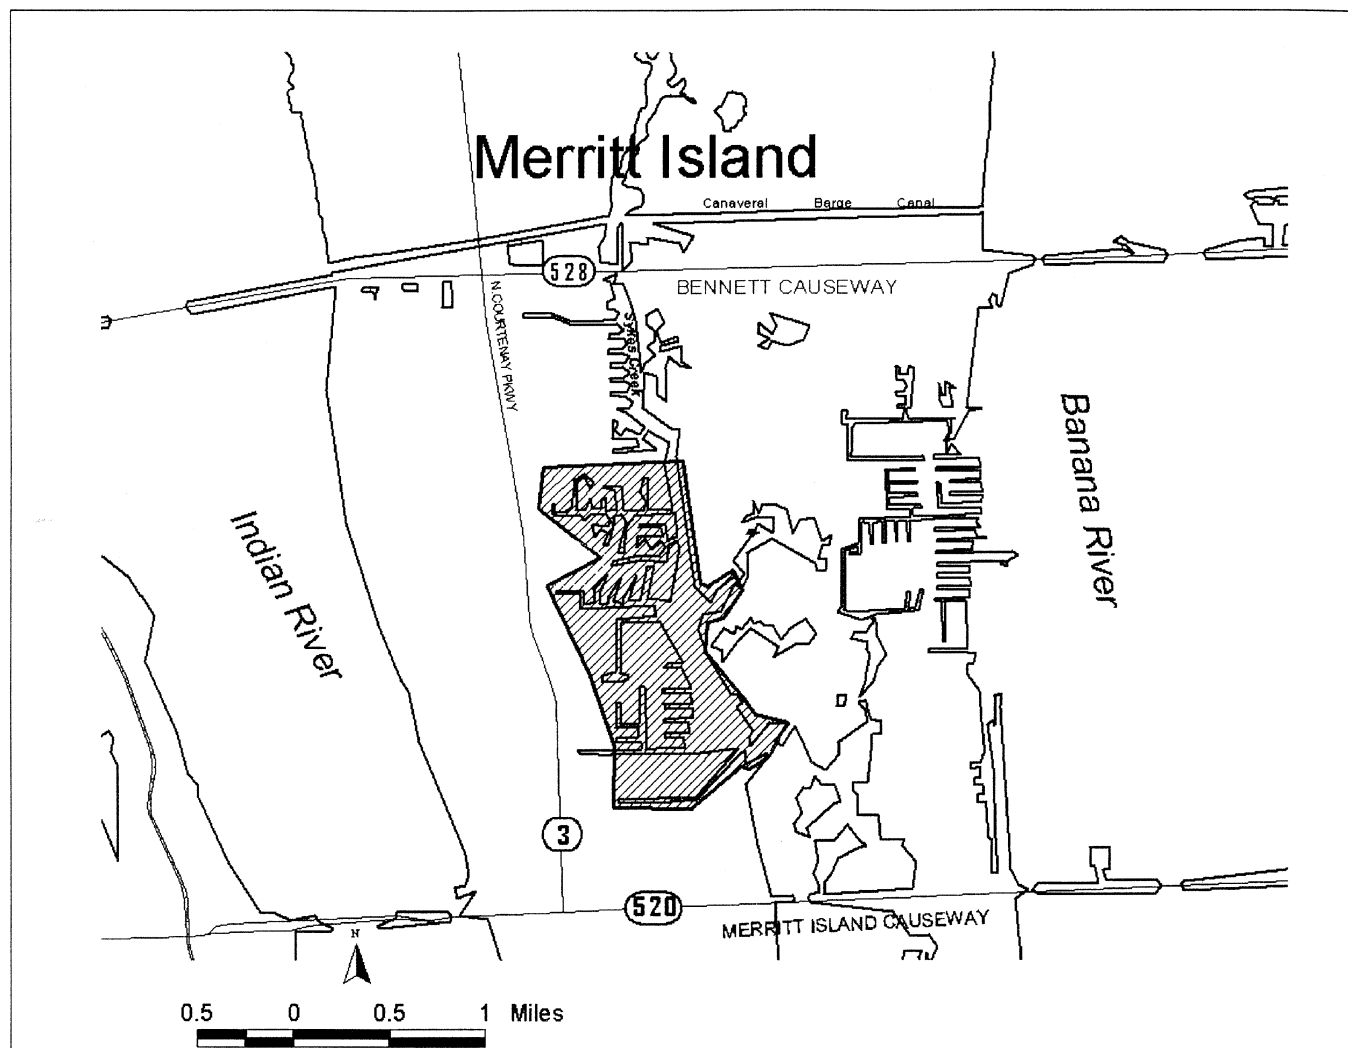 Merritt Island
Canaveral Barge Canal
528
BENNETT CAUSEWAY
N. COURTENAY PKWY
Sykes Creek
Banana River
Indian River
3
520
MERRITT ISLAND CAUSEWAY
N
0.5 0 0.5 1 Miles